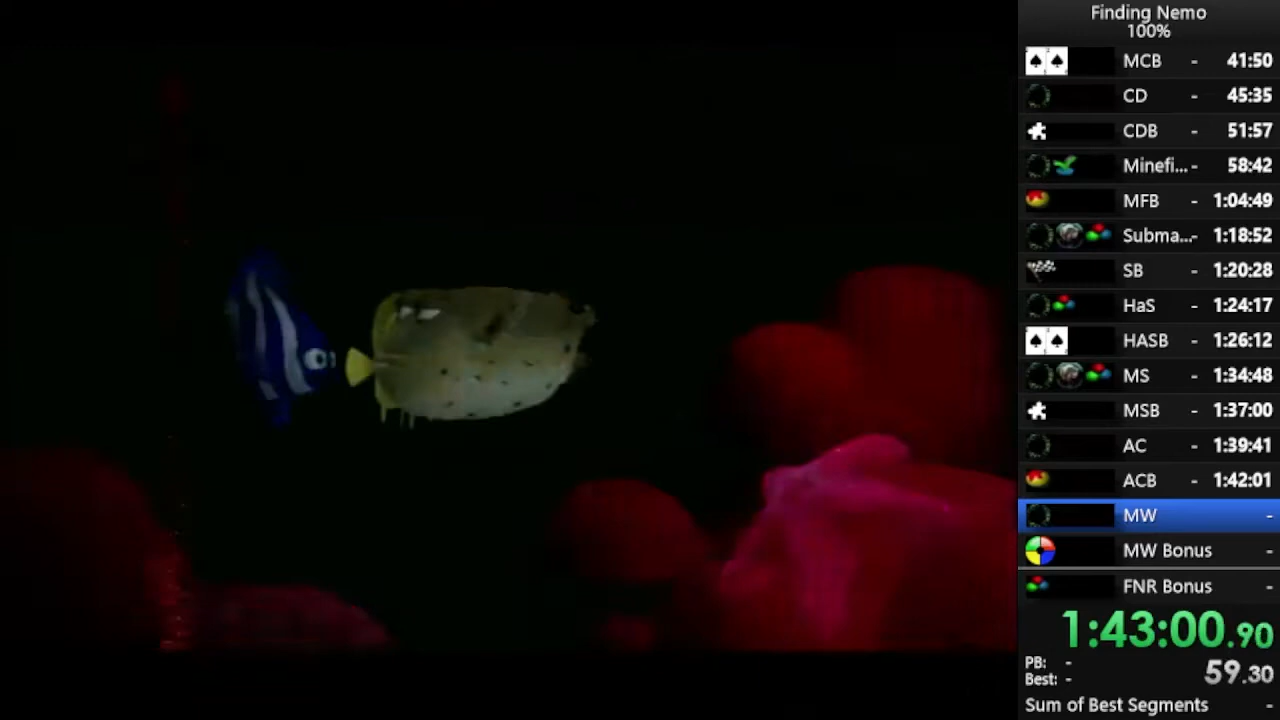 Finding Nemo
100%
MCB - 41:50
CD - 45:35
CDB - 51:57
Minefi... - 58:42
MFB - 1:04:49
Subma... - 1:18:52
SB - 1:20:28
HaS - 1:24:17
HASB - 1:26:12
MS - 1:34:48
MSB - 1:37:00
AC - 1:39:41
ACB - 1:42:01
MW -
MW Bonus -
FNR Bonus -
1:43:00.90
PB: - 59.30
Best: -
Sum of Best Segments -